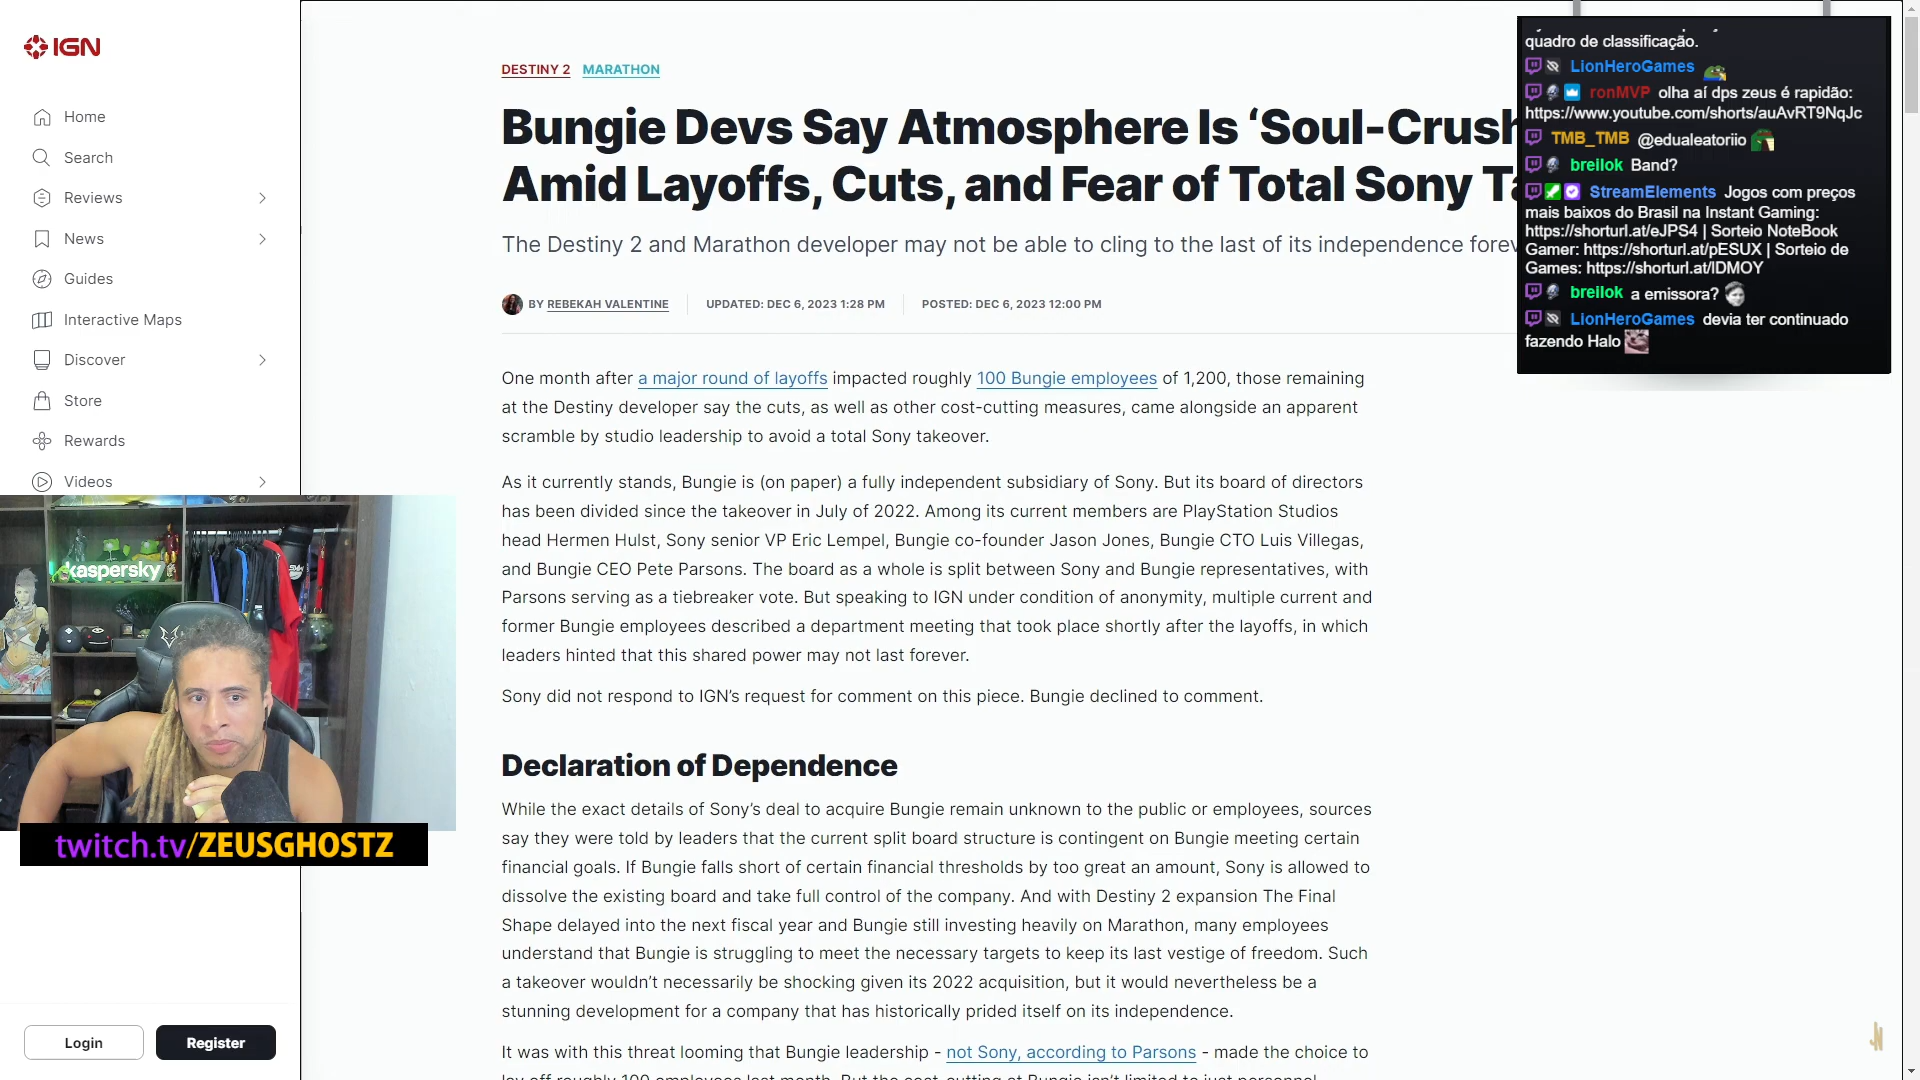 IGN
Home
Search
Reviews
News
Guides
Interactive Maps
Discover
Store
Rewards
Videos
kaspersky
twitch.tv/ZEUSGHOSTZ
Login
Register
DESTINY 2 MARATHON
Bungie Devs Say Atmosphere Is ‘Soul-Crush
Amid Layoffs, Cuts, and Fear of Total Sony Ta
The Destiny 2 and Marathon developer may not be able to cling to the last of its independence forev
BY REBEKAH VALENTINE UPDATED: DEC 6, 2023 1:28 PM POSTED: DEC 6, 2023 12:00 PM
One month after a major round of layoffs impacted roughly 100 Bungie employees of 1,200, those remaining
at the Destiny developer say the cuts, as well as other cost-cutting measures, came alongside an apparent
scramble by studio leadership to avoid a total Sony takeover.
As it currently stands, Bungie is (on paper) a fully independent subsidiary of Sony. But its board of directors
has been divided since the takeover in July of 2022. Among its current members are PlayStation Studios
head Hermen Hulst, Sony senior VP Eric Lempel, Bungie co-founder Jason Jones, Bungie CTO Luis Villegas,
and Bungie CEO Pete Parsons. The board as a whole is split between Sony and Bungie representatives, with
Parsons serving as a tiebreaker vote. But speaking to IGN under condition of anonymity, multiple current and
former Bungie employees described a department meeting that took place shortly after the layoffs, in which
leaders hinted that this shared power may not last forever.
Sony did not respond to IGN’s request for comment on this piece. Bungie declined to comment.
Declaration of Dependence
While the exact details of Sony’s deal to acquire Bungie remain unknown to the public or employees, sources
say they were told by leaders that the current split board structure is contingent on Bungie meeting certain
financial goals. If Bungie falls short of certain financial thresholds by too great an amount, Sony is allowed to
dissolve the existing board and take full control of the company. And with Destiny 2 expansion The Final
Shape delayed into the next fiscal year and Bungie still investing heavily on Marathon, many employees
understand that Bungie is struggling to meet the necessary targets to keep its last vestige of freedom. Such
a takeover wouldn’t necessarily be shocking given its 2022 acquisition, but it would nevertheless be a
stunning development for a company that has historically prided itself on its independence.
It was with this threat looming that Bungie leadership - not Sony, according to Parsons - made the choice to
lay off roughly 100 employees last month. But the cost-cutting at Bungie isn’t limited to just personnel
quadro de classificação.
LionHeroGames
ronMVP olha aí dps zeus é rapidão:
https://www.youtube.com/shorts/auAvRT9NqJc
TMB_TMB @edualeatoriio
breilok Band?
StreamElements Jogos com preços
mais baixos do Brasil na Instant Gaming:
https://shorturl.at/eJPS4 | Sorteio NoteBook
Gamer: https://shorturl.at/pESUX | Sorteio de
Games: https://shorturl.at/lDMOY
breilok a emissora?
LionHeroGames devia ter continuado
fazendo Halo